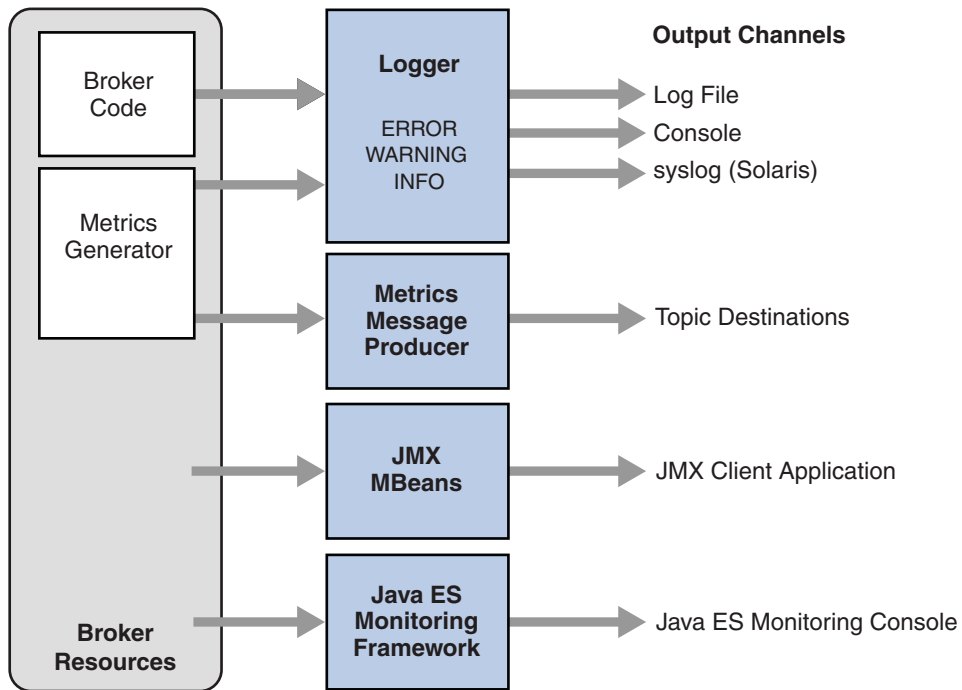 Broker
Code
Metrics
Generator
Broker
Resources
Logger
ERROR
WARNING
INFO
Metrics
Message
Producer
JMX
MBeans
Java ES
Monitoring
Framework
Output Channels
Log File
Console
syslog (Solaris)
Topic Destinations
JMX Client Application
Java ES Monitoring Console